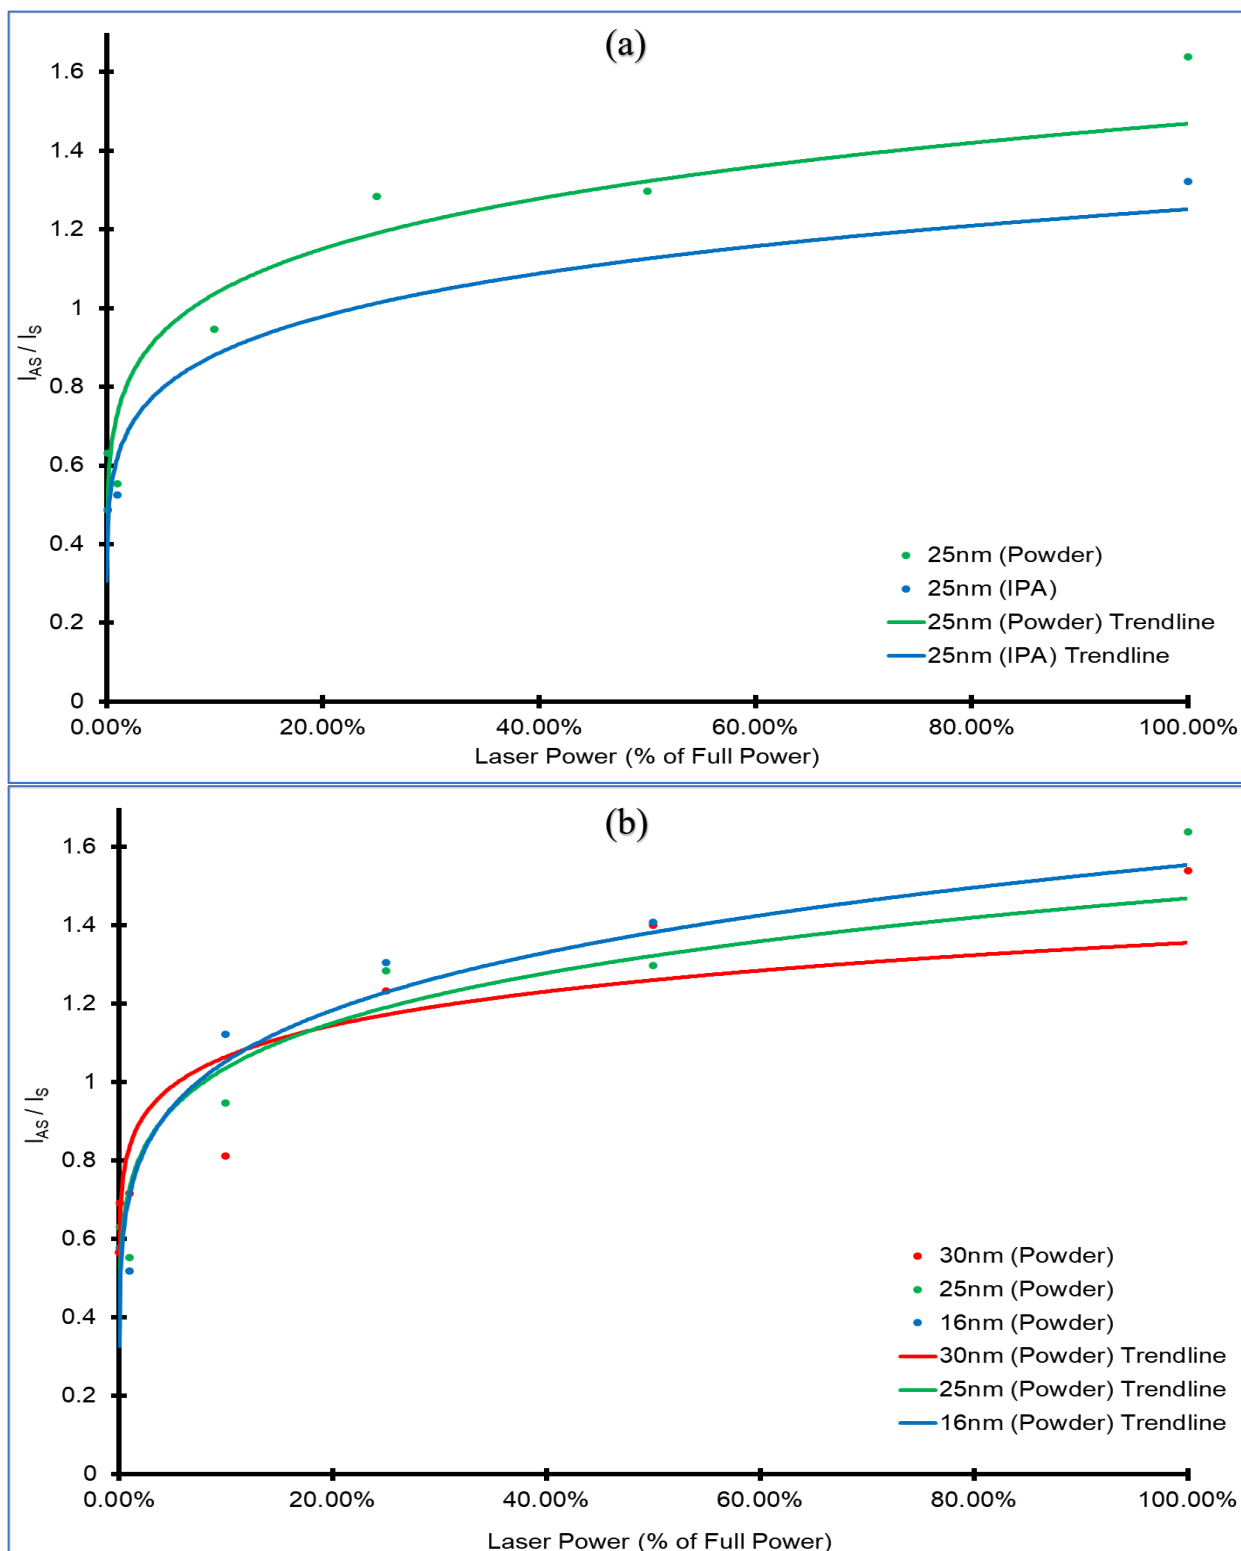 (a)
1.6
1.4
1.2
1
0.8
0.6
0.4
0.2
0
I_AS / I_S
25nm (Powder)
25nm (IPA)
25nm (Powder) Trendline
25nm (IPA) Trendline
0.00% 20.00% 40.00% 60.00% 80.00% 100.00%
Laser Power (% of Full Power)
(b)
1.6
1.4
1.2
1
0.8
0.6
0.4
0.2
0
I_AS / I_S
30nm (Powder)
25nm (Powder)
16nm (Powder)
30nm (Powder) Trendline
25nm (Powder) Trendline
16nm (Powder) Trendline
0.00% 20.00% 40.00% 60.00% 80.00% 100.00%
Laser Power (% of Full Power)